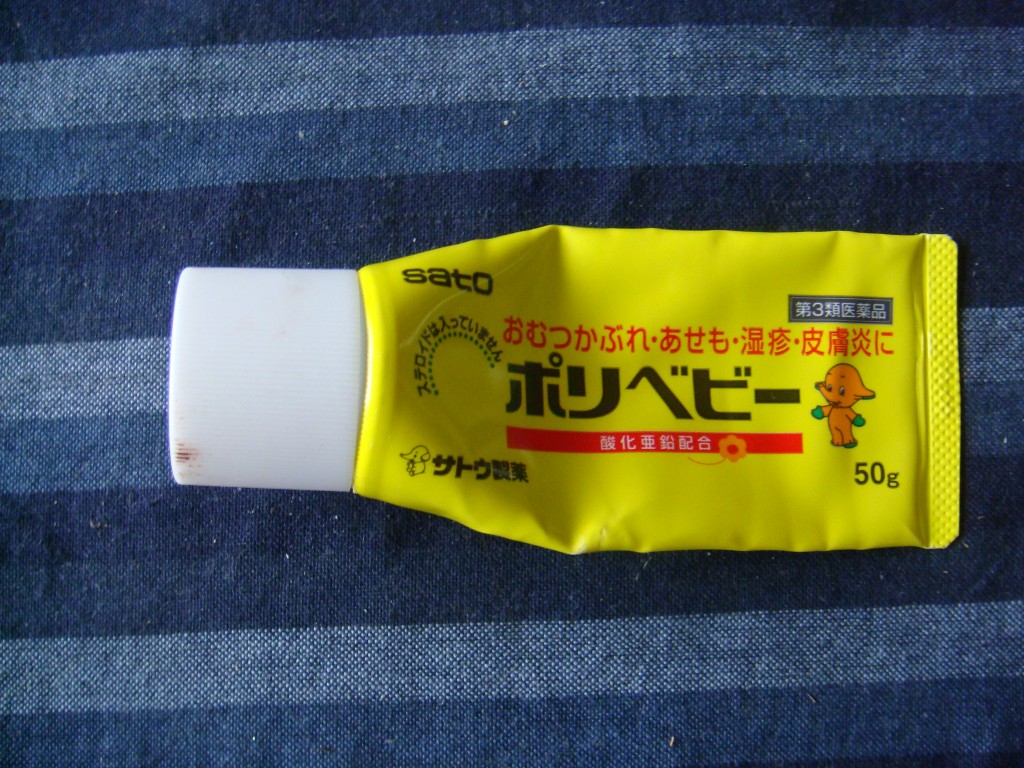 sato
第3類医薬品
ステロイドは入っていません
おむつかぶれ・あせも・湿疹・皮膚炎に
ポリベビー
酸化亜鉛配合
サトウ製薬
50g